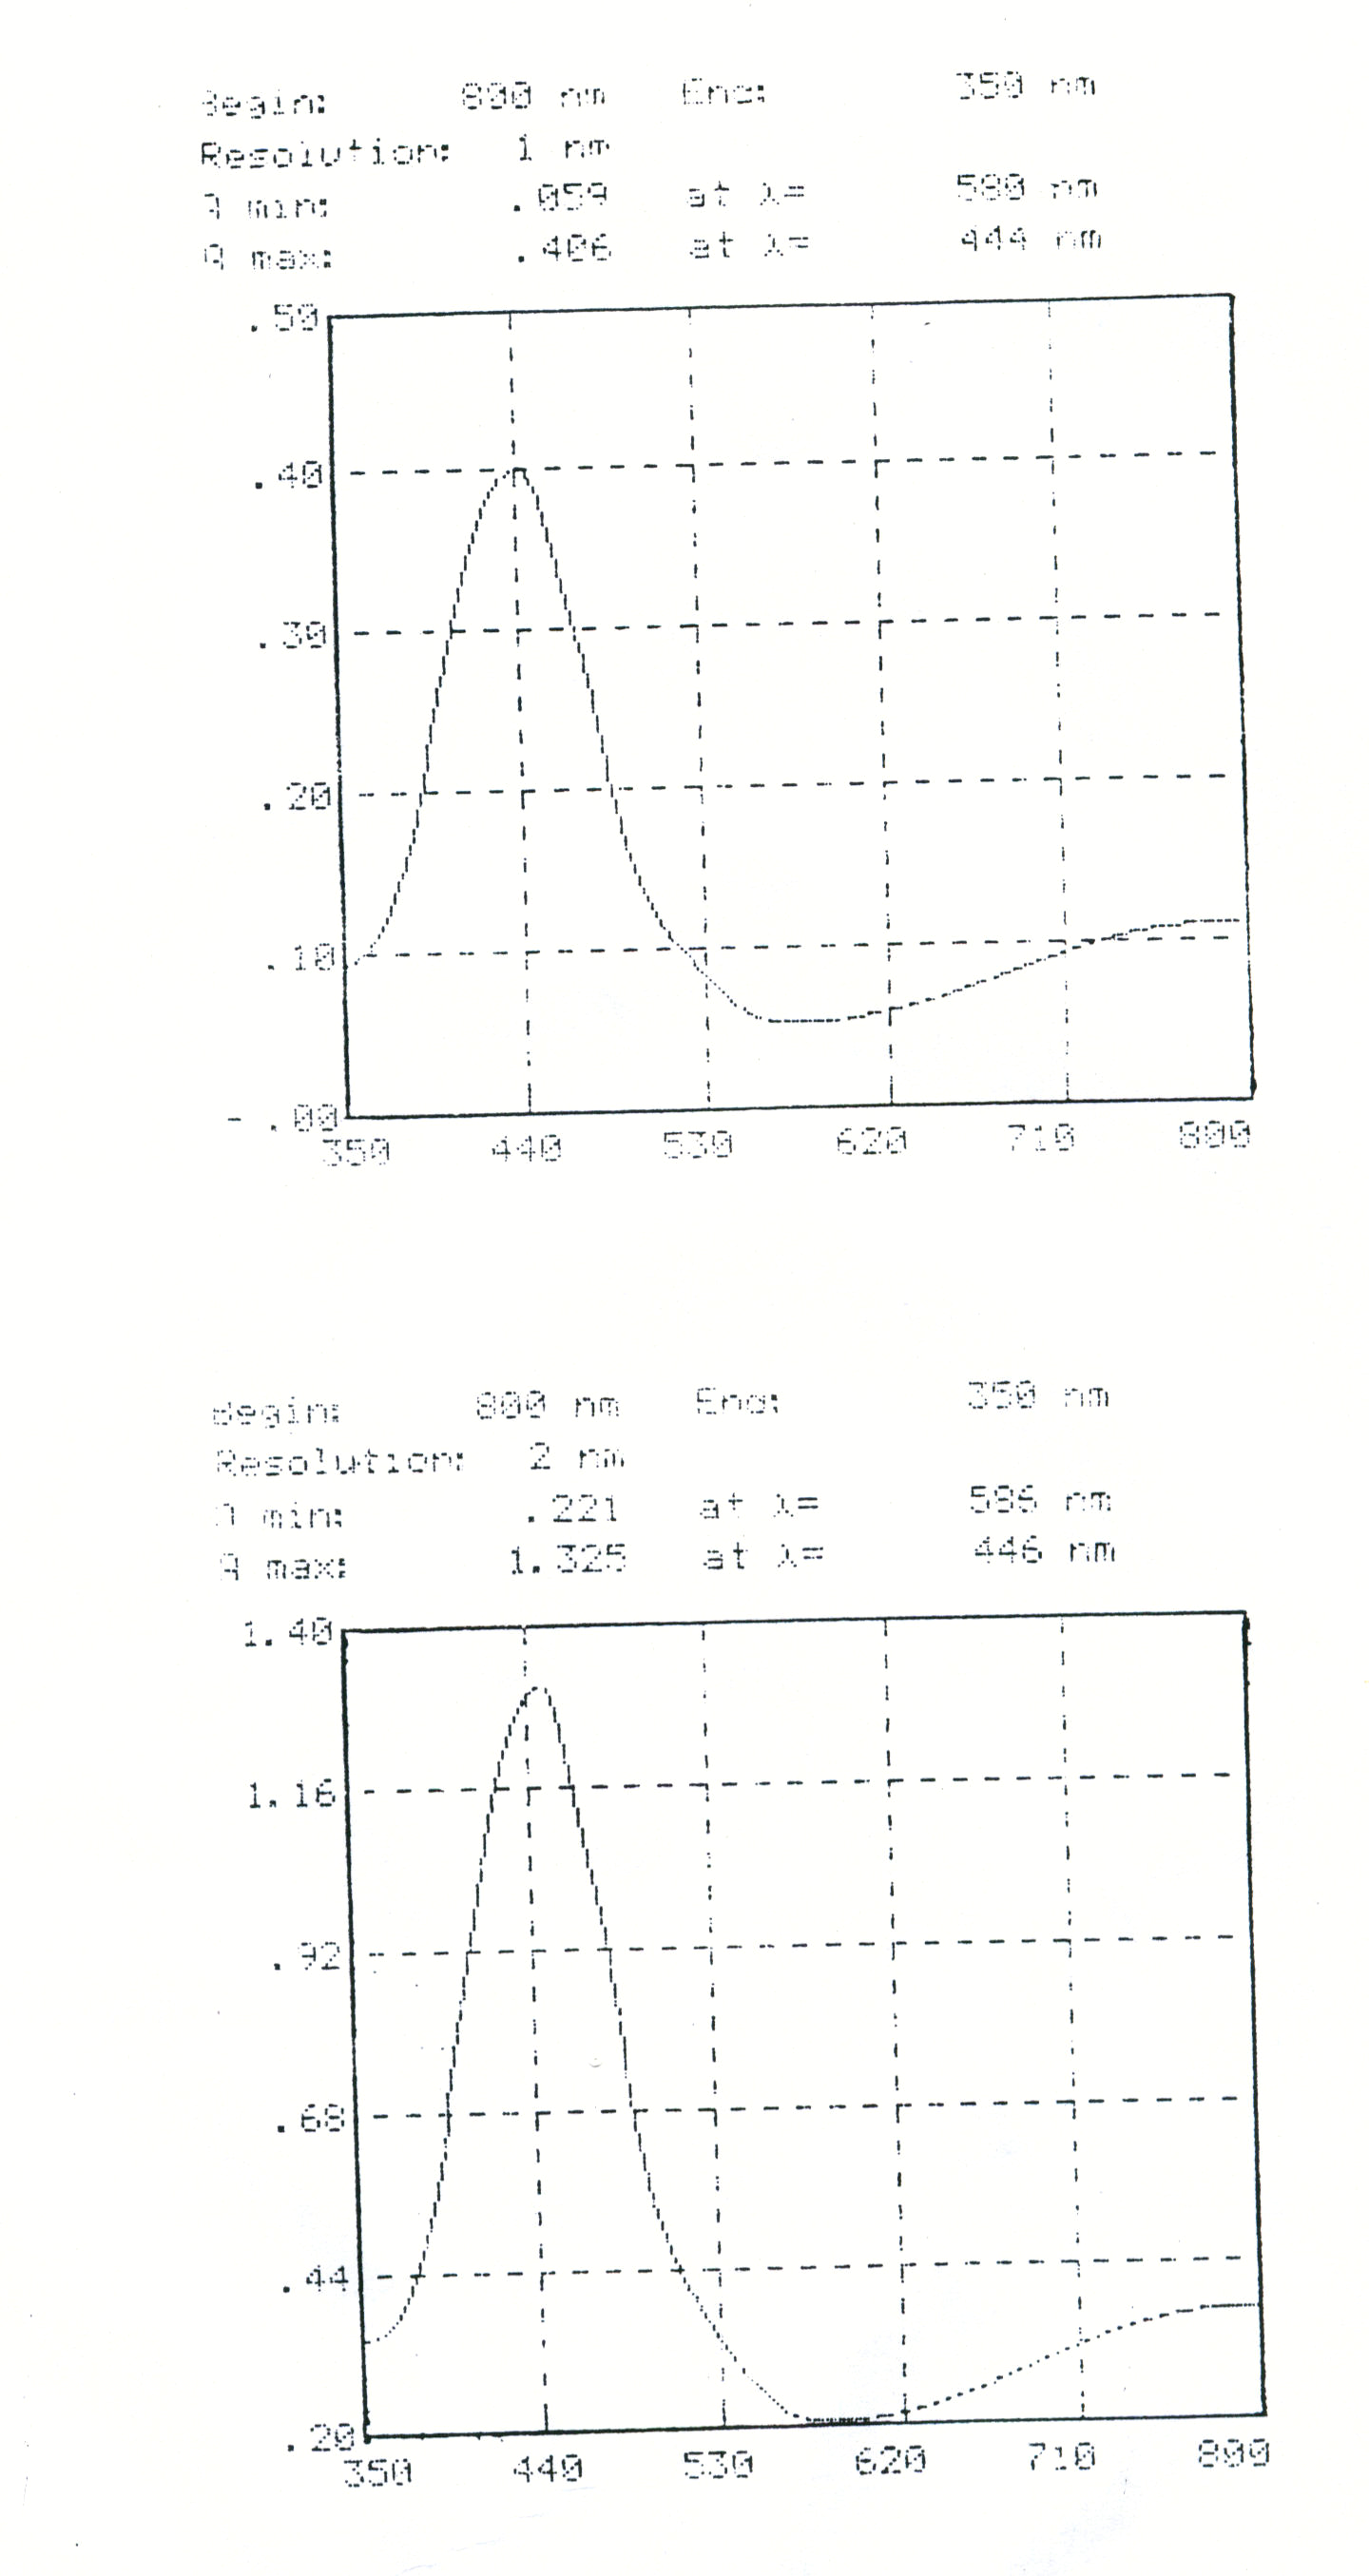 Begin: 800 nm End: 350 nm
Resolution: 1 nm
A min: .059 at λ= 580 nm
A max: .406 at λ= 444 nm
.50
.40
.30
.20
.10
-.00
350 440 530 620 710 800
Begin: 800 nm End: 350 nm
Resolution: 2 nm
A min: .221 at λ= 586 nm
A max: 1.325 at λ= 446 nm
1.40
1.16
.92
.68
.44
.20
350 440 530 620 710 800